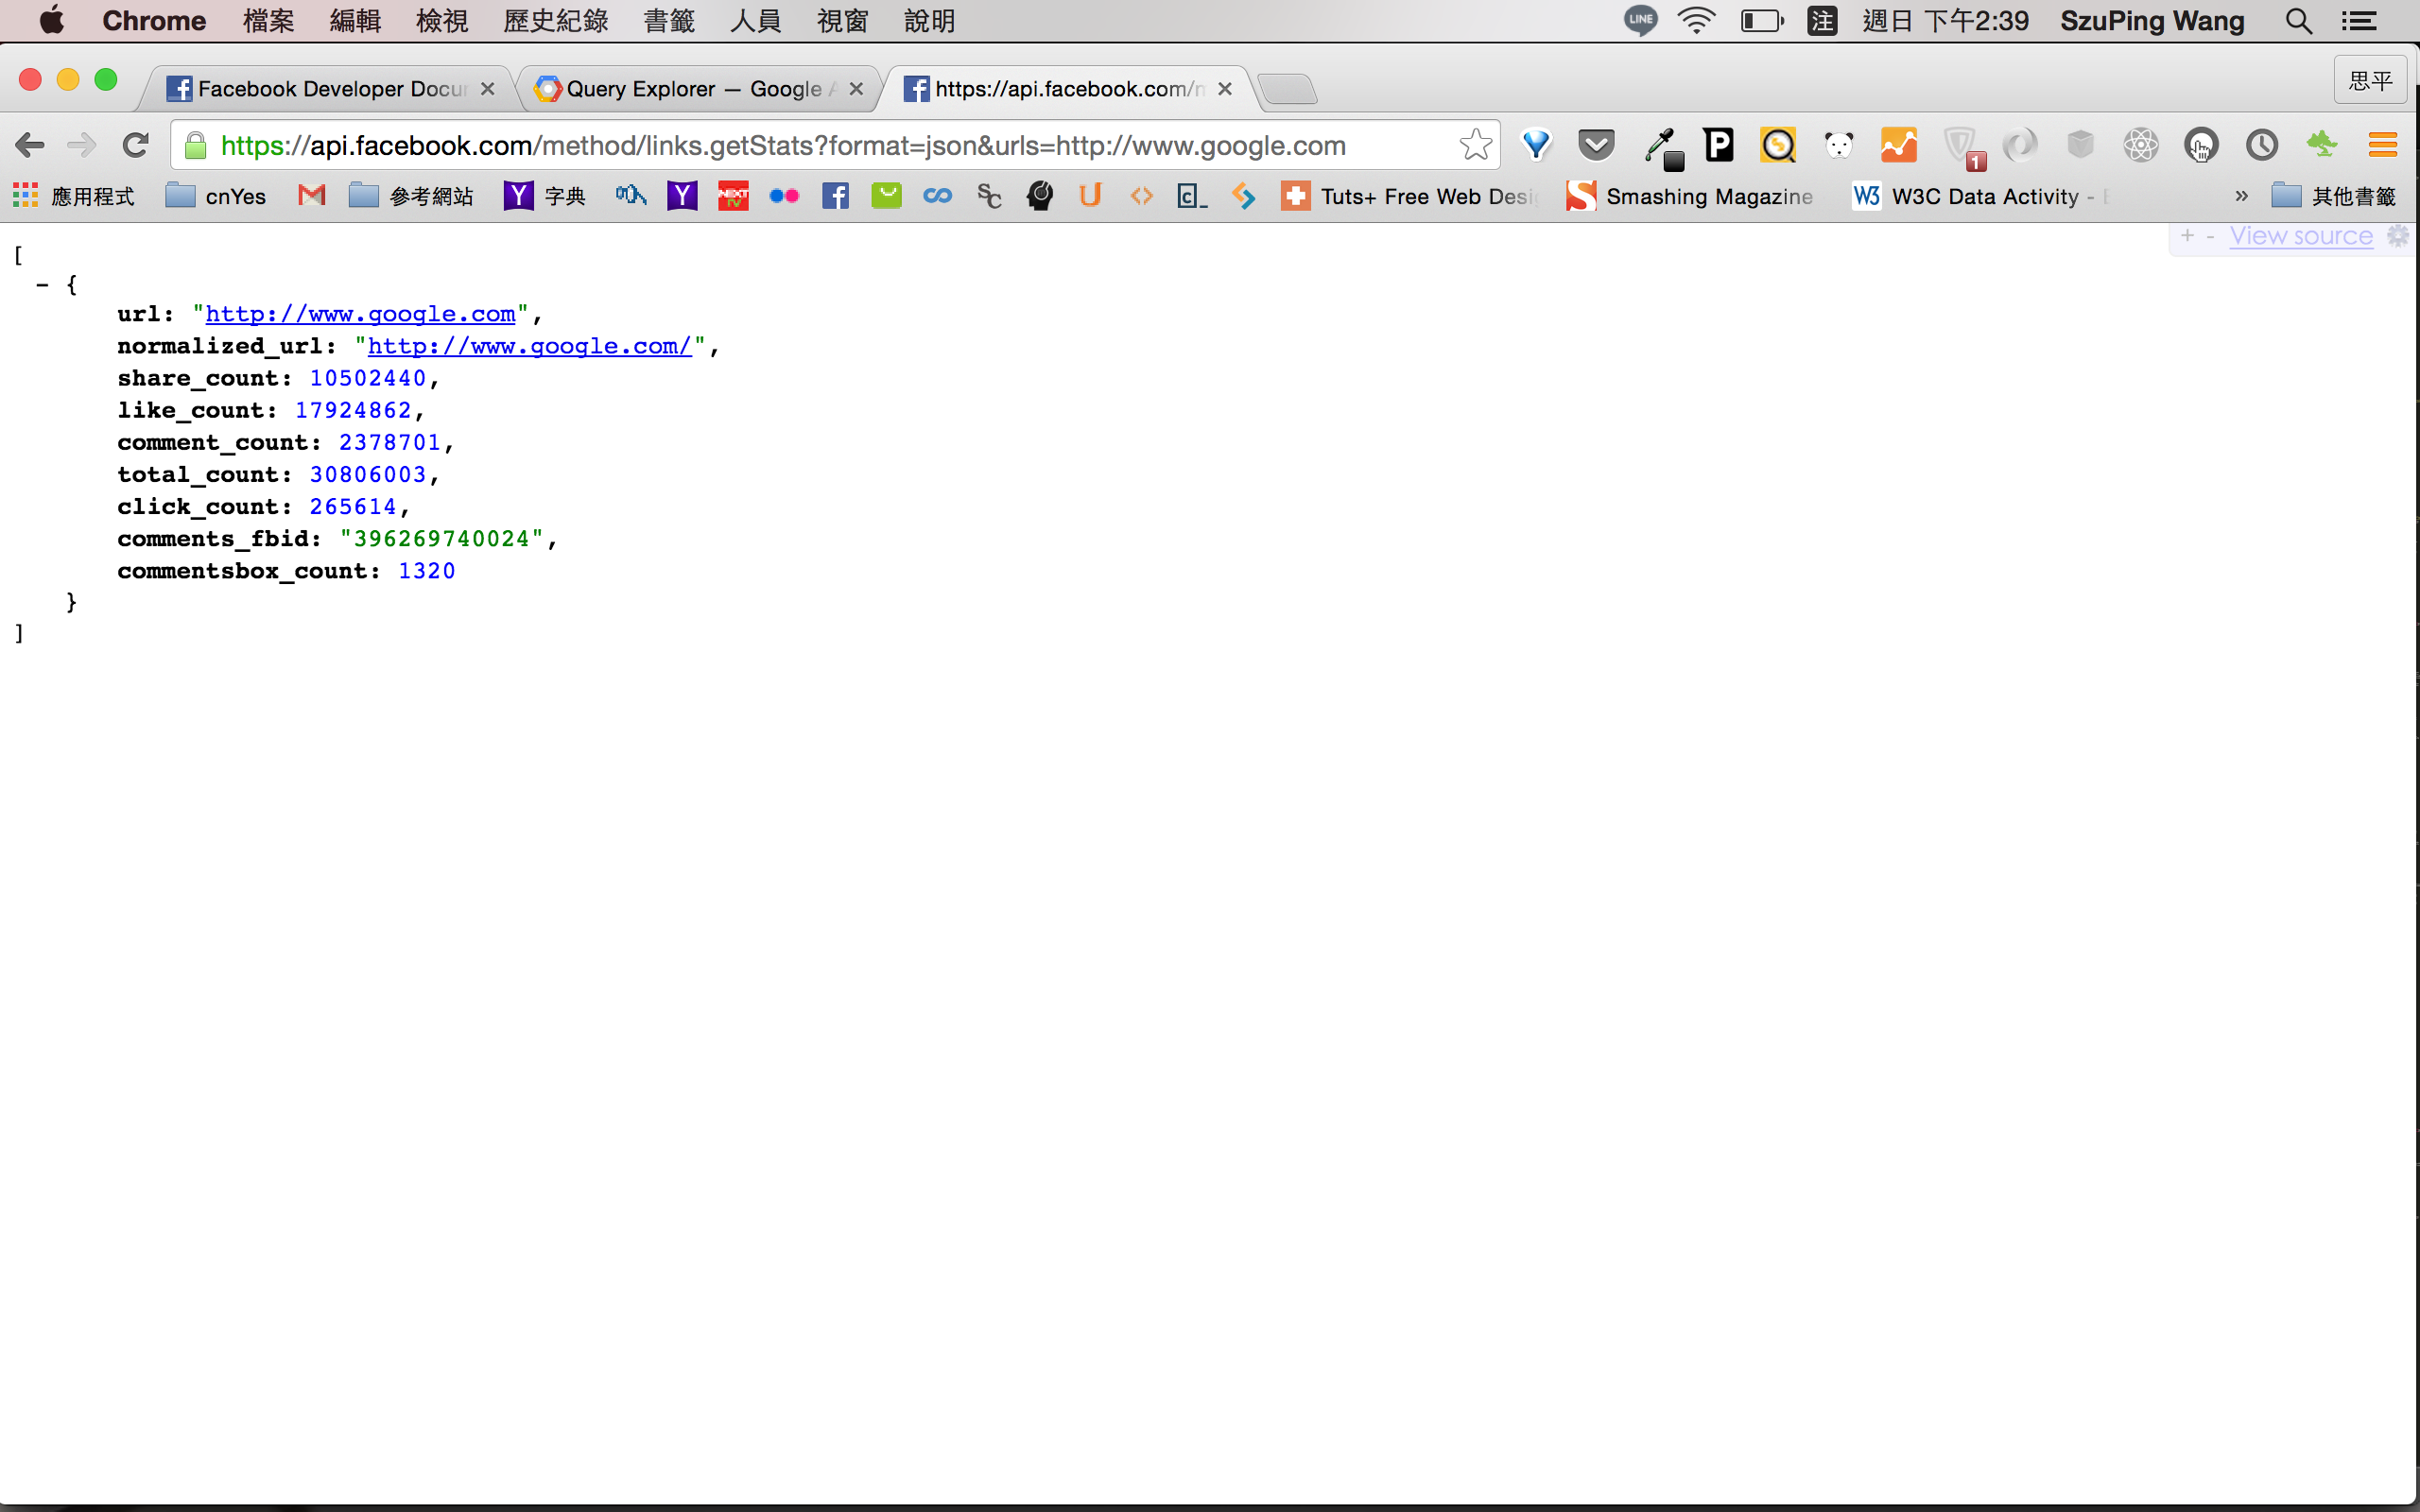 Chrome 檔案 編輯 檢視 歷史紀錄 書籤 人員 視窗 說明 LINE 注 週日 下午2:39 SzuPing Wang
Facebook Developer Docu Query Explorer — Google A https://api.facebook.com/m 思平
https://api.facebook.com/method/links.getStats?format=json&urls=http://www.google.com 1
應用程式 cnYes 參考網站 字典 Tuts+ Free Web Desi Smashing Magazine W3 W3C Data Activity - E » 其他書籤
+ - View source
[
- {
url: "http://www.google.com",
normalized_url: "http://www.google.com/",
share_count: 10502440,
like_count: 17924862,
comment_count: 2378701,
total_count: 30806003,
click_count: 265614,
comments_fbid: "396269740024",
commentsbox_count: 1320
}
]